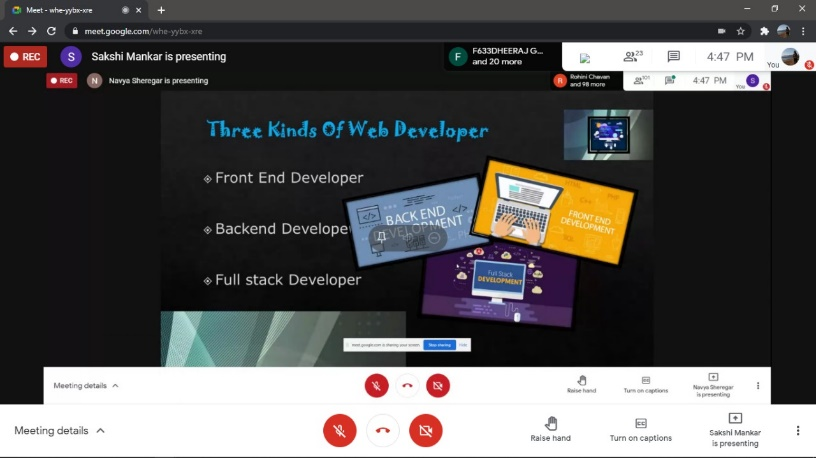 Meet - whe-yybx-xre
meet.google.com/whe-yybx-xre
REC
S
Sakshi Mankar is presenting
F
F633DHEERAJ G...
and 20 more
23
4:47 PM
You
REC
N
Navya Sheregar is presenting
R
Rohini Chavan
and 98 more
101
4:47 PM
You
S
Three Kinds Of Web Developer
Front End Developer
Backend Develope
Full stack Developer
BACK END
DEVELOPMENT
FRONT END
DEVELOPMENT
Full Stack
DEVELOPMENT
meet.google.com is sharing your screen.
Stop sharing
Hide
Meeting details
Raise hand
Turn on captions
Navya Sheregar
is presenting
Meeting details
Raise hand
Turn on captions
Sakshi Mankar
is presenting